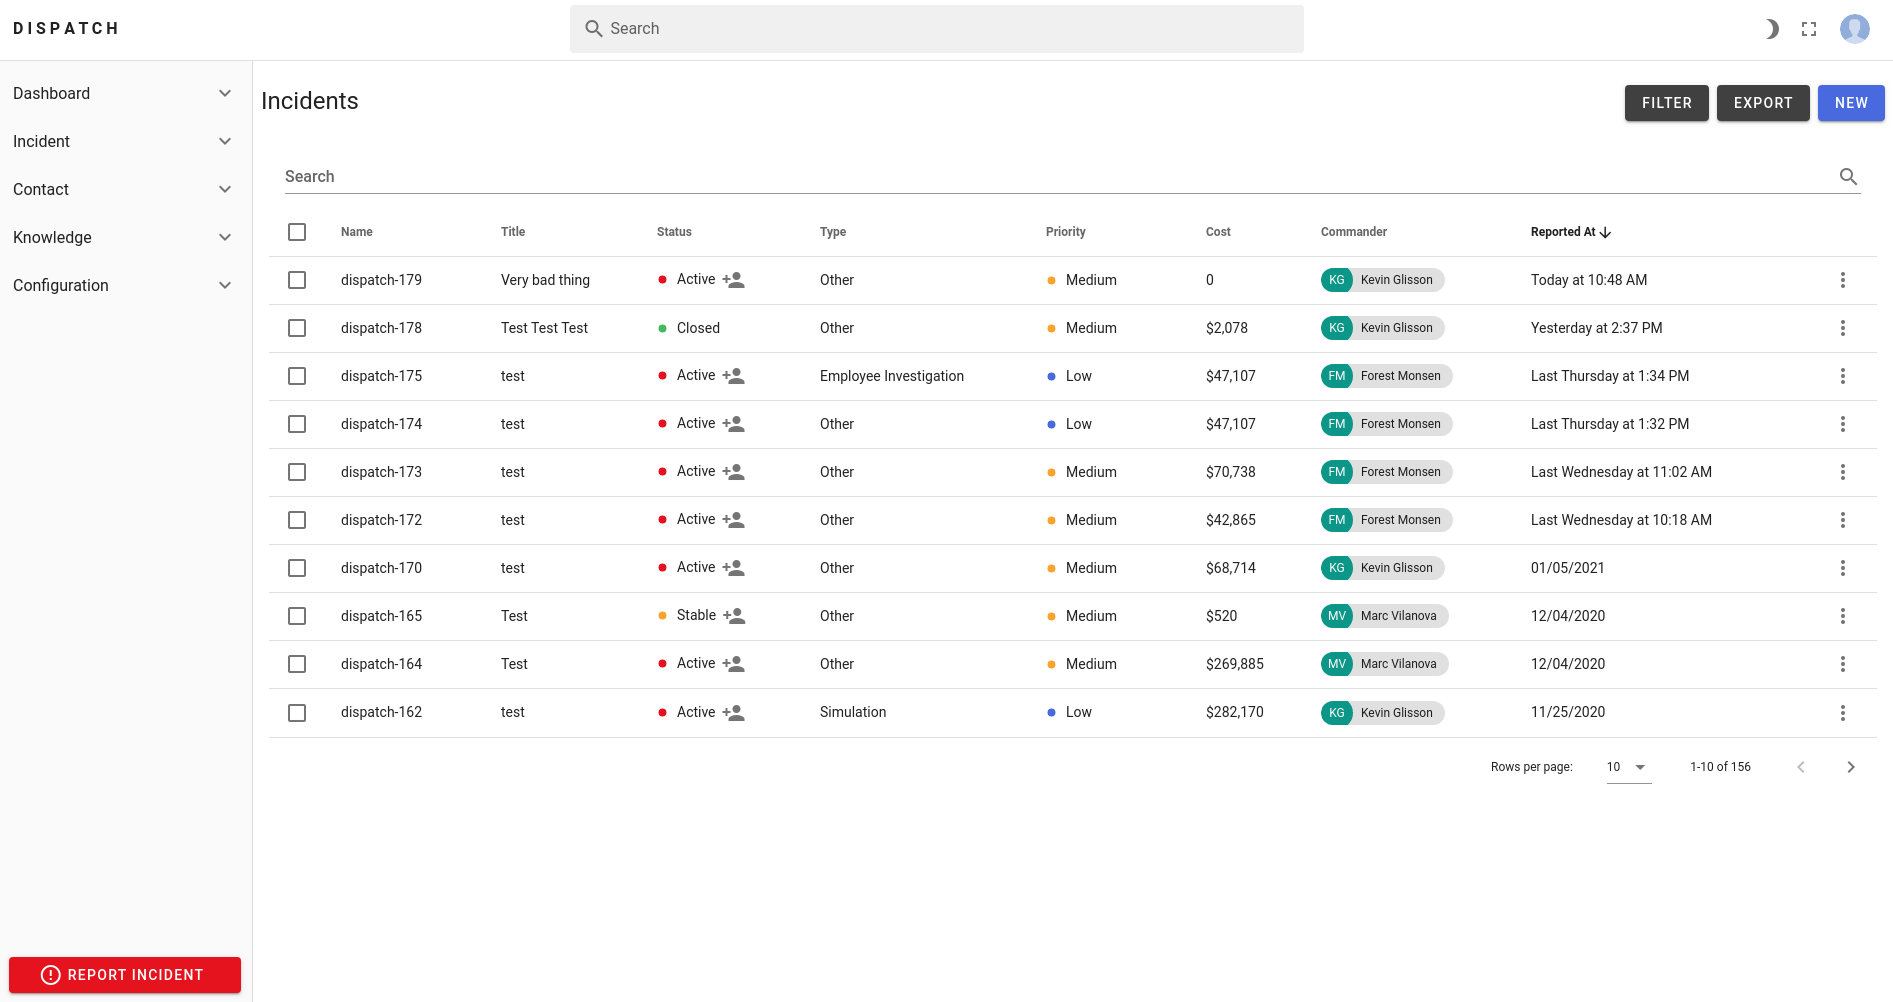 DISPATCH
Search
Dashboard
Incident
Contact
Knowledge
Configuration
REPORT INCIDENT
Incidents
FILTER EXPORT NEW
Search
Name Title Status Type Priority Cost Commander Reported At
dispatch-179 Very bad thing Active Other Medium 0 KG Kevin Glisson Today at 10:48 AM
dispatch-178 Test Test Test Closed Other Medium $2,078 KG Kevin Glisson Yesterday at 2:37 PM
dispatch-175 test Active Employee Investigation Low $47,107 FM Forest Monsen Last Thursday at 1:34 PM
dispatch-174 test Active Other Low $47,107 FM Forest Monsen Last Thursday at 1:32 PM
dispatch-173 test Active Other Medium $70,738 FM Forest Monsen Last Wednesday at 11:02 AM
dispatch-172 test Active Other Medium $42,865 FM Forest Monsen Last Wednesday at 10:18 AM
dispatch-170 test Active Other Medium $68,714 KG Kevin Glisson 01/05/2021
dispatch-165 Test Stable Other Medium $520 MV Marc Vilanova 12/04/2020
dispatch-164 Test Active Other Medium $269,885 MV Marc Vilanova 12/04/2020
dispatch-162 test Active Simulation Low $282,170 KG Kevin Glisson 11/25/2020
Rows per page: 10 1-10 of 156